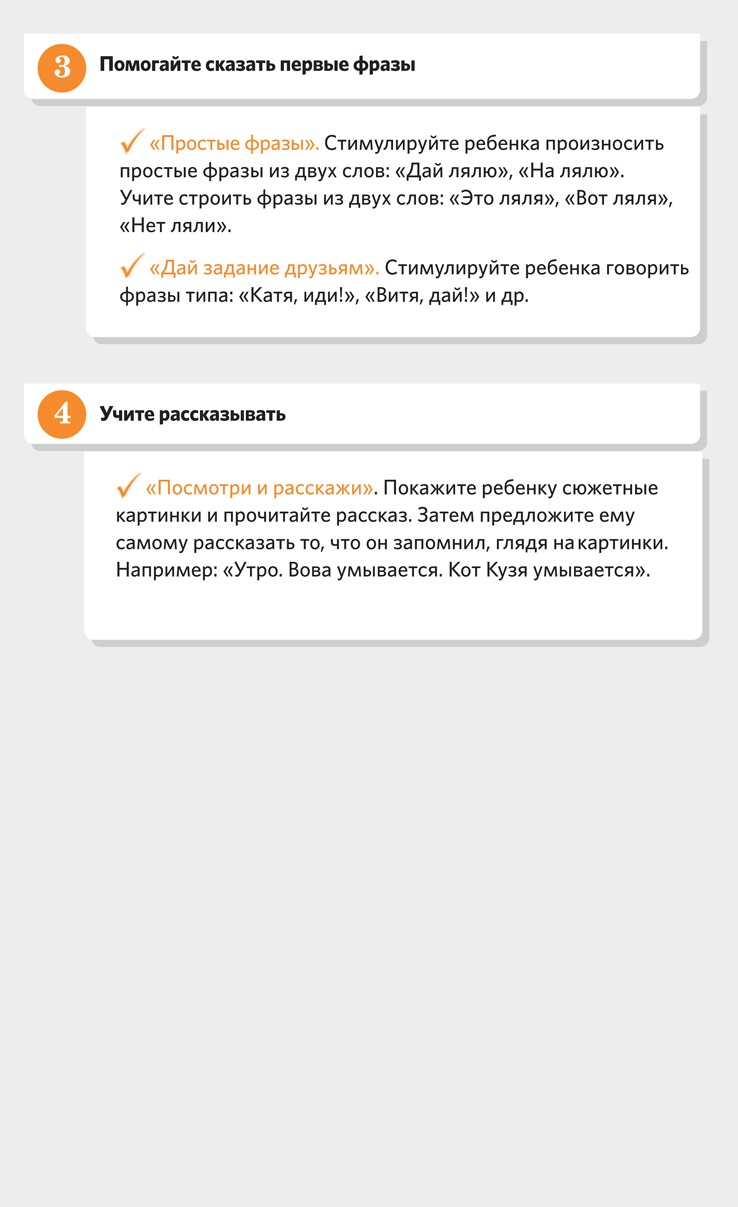 3 Помогайте сказать первые фразы
«Простые фразы». Стимулируйте ребенка произносить
простые фразы из двух слов: «Дай лялю», «На лялю».
Учите строить фразы из двух слов: «Это ляля», «Вот ляля»,
«Нет ляли».
«Дай задание друзьям». Стимулируйте ребенка говорить
фразы типа: «Катя, иди!», «Витя, дай!» и др.
4 Учите рассказывать
«Посмотри и расскажи». Покажите ребенку сюжетные
картинки и прочитайте рассказ. Затем предложите ему
самому рассказать то, что он запомнил, глядя на картинки.
Например: «Утро. Вова умывается. Кот Кузя умывается».